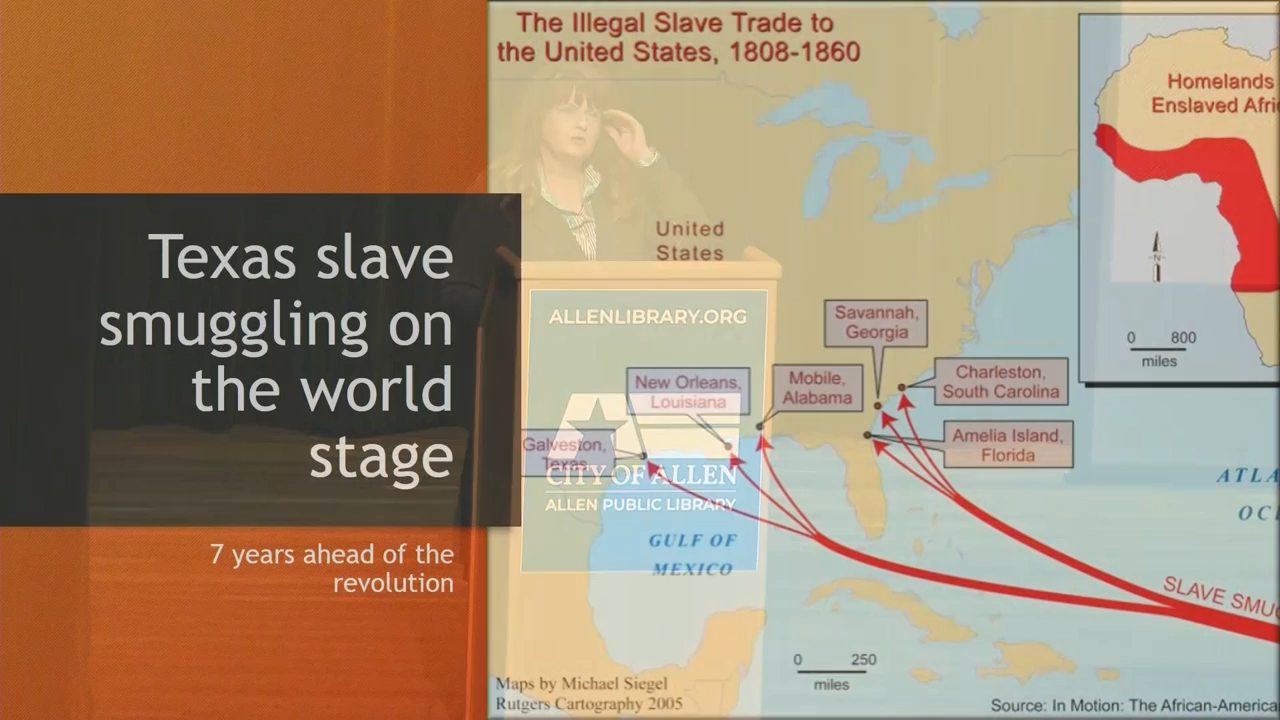 Texas slave
smuggling on
the world
stage
7 years ahead of the
revolution
The Illegal Slave Trade to
the United States, 1808-1860
Homelands
Enslaved Afri
United
States
ALLENLIBRARY.ORG
Savannah,
Georgia
0 800
miles
New Orleans,
Louisiana
Mobile,
Alabama
Charleston,
South Carolina
Galveston,
Texas
Amelia Island,
Florida
CITY OF ALLEN
ALLEN PUBLIC LIBRARY
ATLA
OCE
GULF OF
MEXICO
SLAVE SMUG
0 250
miles
N
Maps by Michael Siegel
Rutgers Cartography 2005
Source: In Motion: The African-America